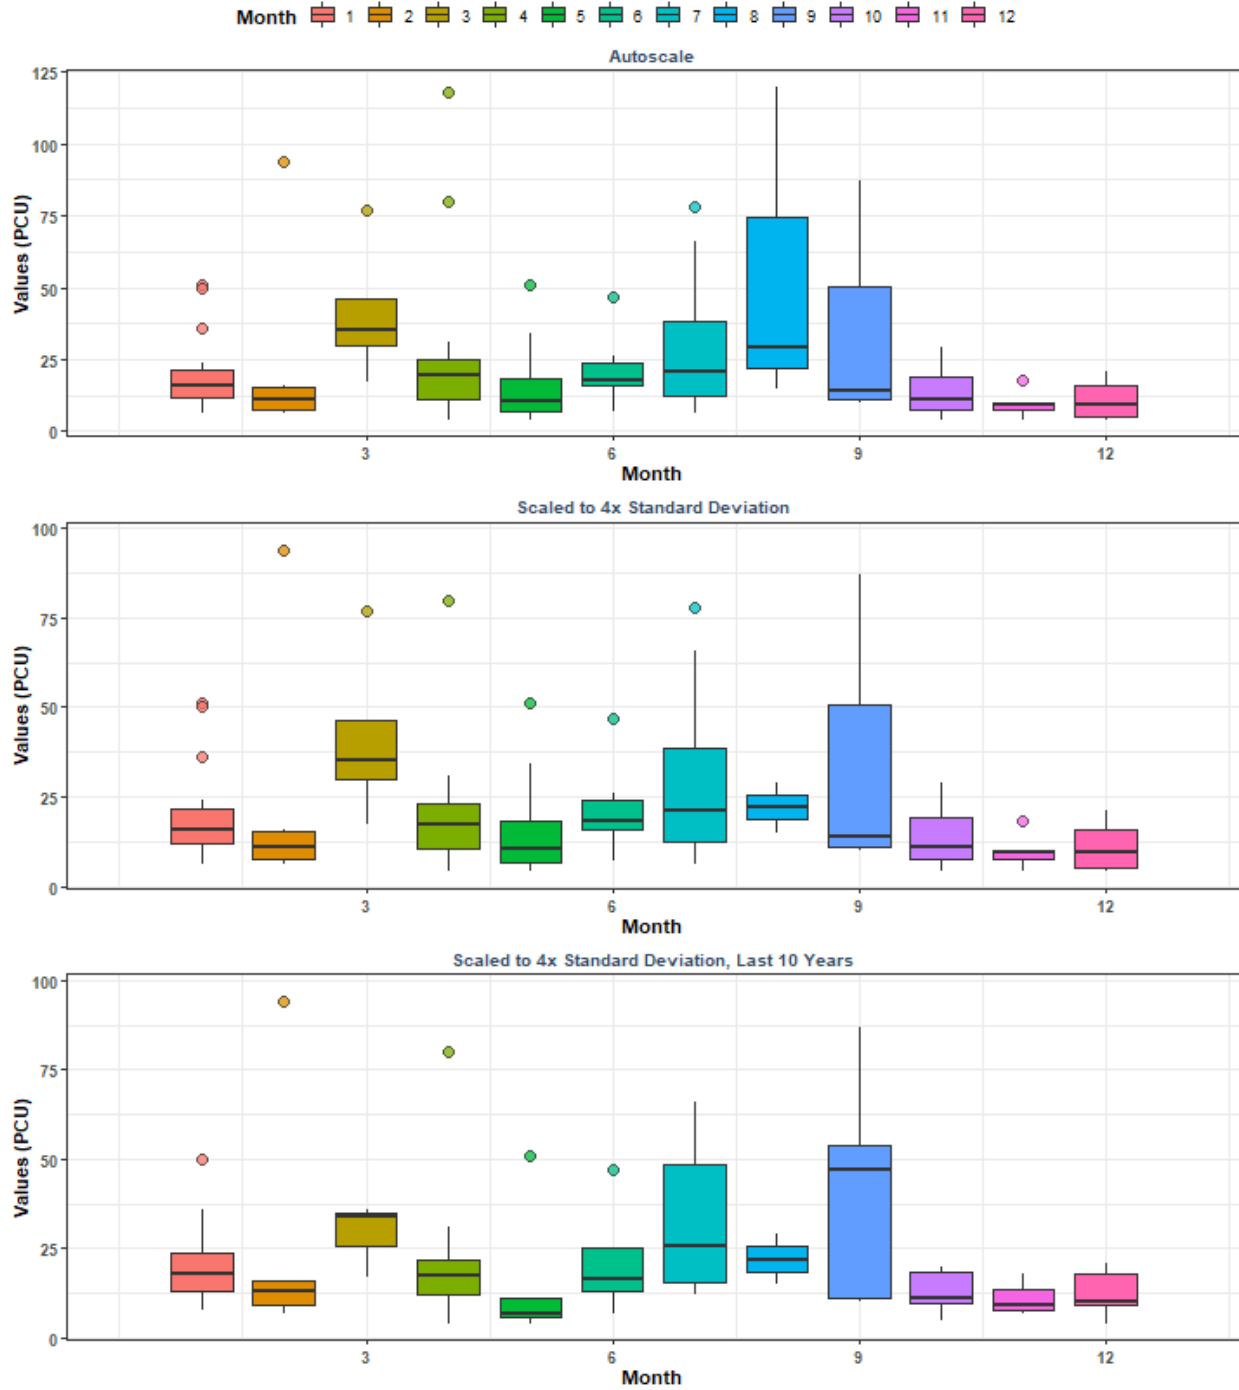 Month 1 2 3 4 5 6 7 8 9 10 11 12
Autoscale
Values (PCU)
125
100
75
50
25
0
3 6 9 12
Month
Scaled to 4x Standard Deviation
Values (PCU)
100
75
50
25
0
3 6 9 12
Month
Scaled to 4x Standard Deviation, Last 10 Years
Values (PCU)
100
75
50
25
0
3 6 9 12
Month